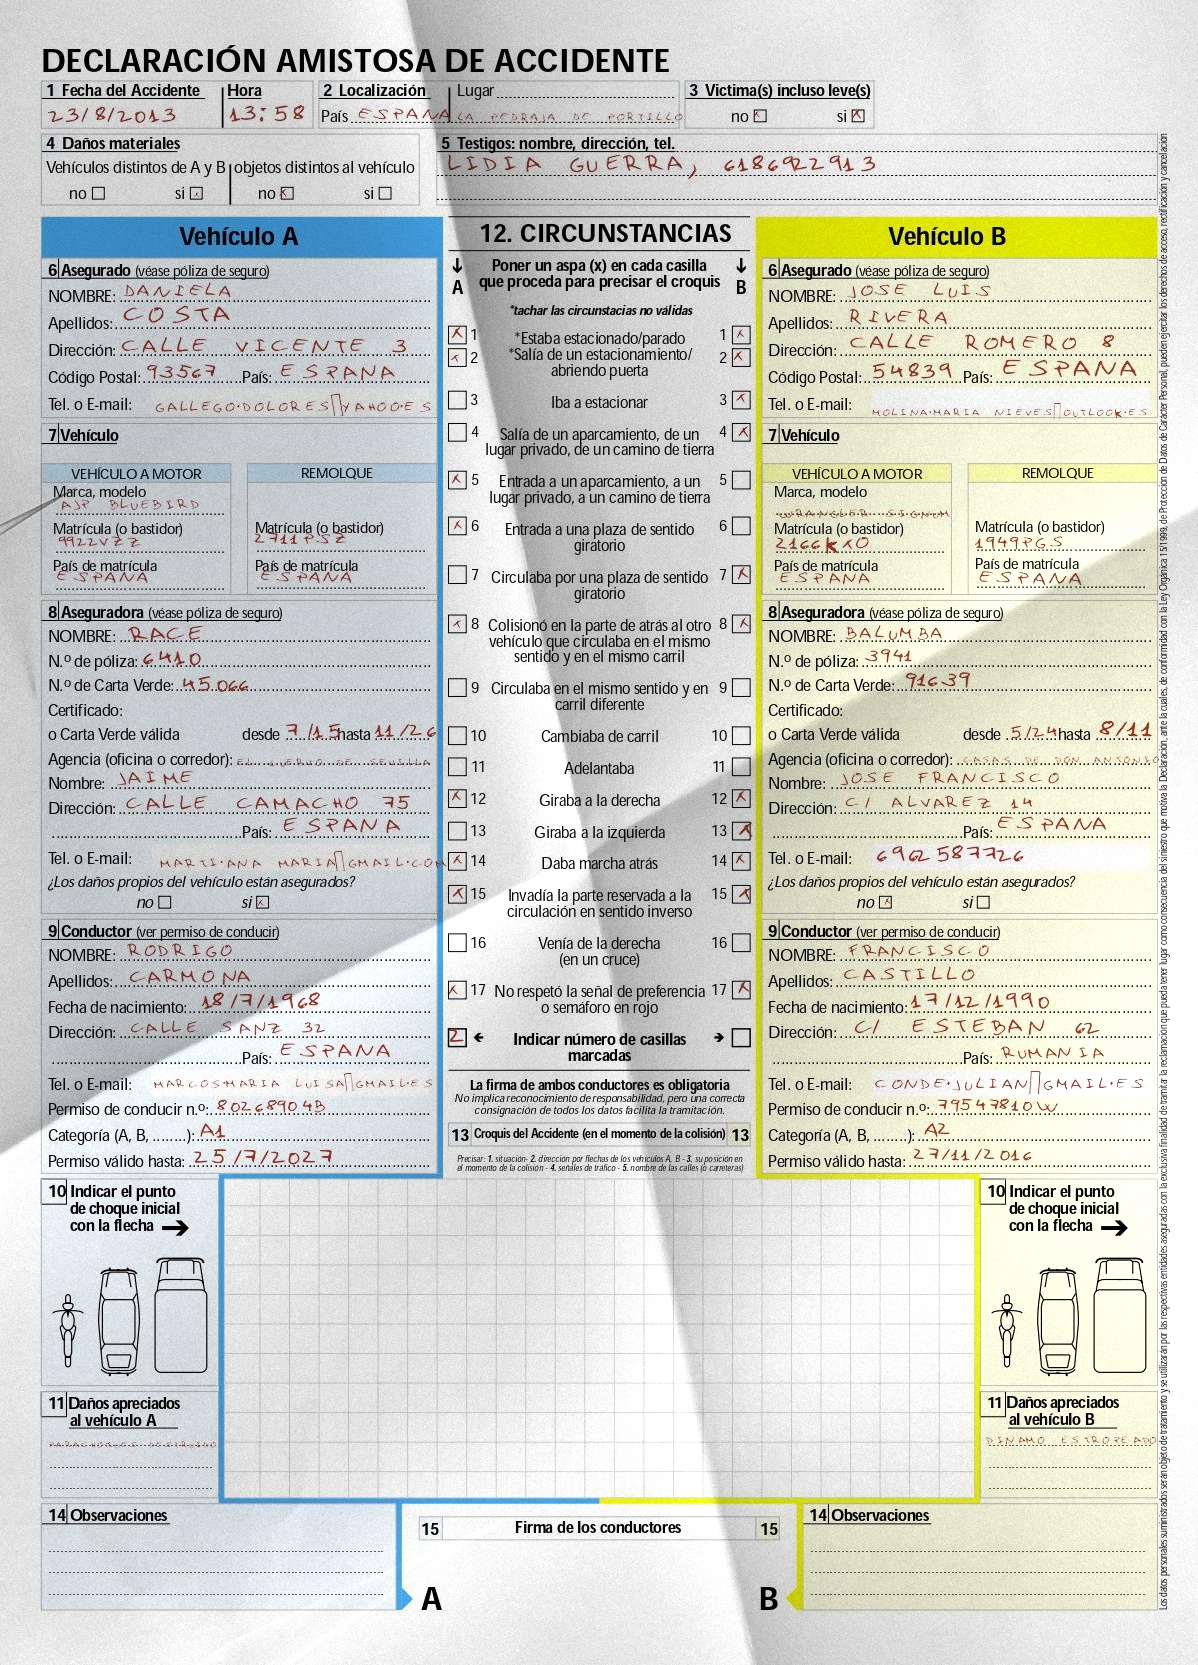 DECLARACIÓN AMISTOSA DE ACCIDENTE
1 Fecha del Accidente Hora 2 Localización Lugar 3 Victima(s) incluso leve(s)
23/8/2013 13:58 País ESPANA LA PEDRAJA DE PORTILLO no X si X
4 Daños materiales
Vehículos distintos de A y B objetos distintos al vehículo
no si X no X si
5 Testigos: nombre, dirección, tel.
LIDIA GUERRA, 6186922913
Vehículo A
6 Asegurado (véase póliza de seguro)
NOMBRE: DANIELA
Apellidos: COSTA
Dirección: CALLE VICENTE 3
Código Postal: 93567 País: ESPANA
Tel. o E-mail: GALLEGO.DOLORES YAHOO.ES
7 Vehículo
VEHÍCULO A MOTOR REMOLQUE
Marca, modelo
AJP BLUEBIRD
Matrícula (o bastidor) Matrícula (o bastidor)
9922VZZ 2711PSZ
País de matrícula País de matrícula
ESPANA ESPANA
8 Aseguradora (véase póliza de seguro)
NOMBRE: RACE
N.º de póliza: 6410
N.º de Carta Verde: 45.066
Certificado:
o Carta Verde válida desde 7/15 hasta 11/26
Agencia (oficina o corredor): EL CUERVO DE SEVILLA
Nombre: JAIME
Dirección: CALLE CAMACHO 75
País: ESPANA
Tel. o E-mail: MARTI.ANA MARIA GMAIL.COM
¿Los daños propios del vehículo están asegurados?
no si X
9 Conductor (ver permiso de conducir)
NOMBRE: RODRIGO
Apellidos: CARMONA
Fecha de nacimiento: 18/7/1968
Dirección: CALLE SANZ 32
País: ESPANA
Tel. o E-mail: MARCOS.MARIA LUISA GMAIL.ES
Permiso de conducir n.º: 80268904B
Categoría (A, B, ........): A1
Permiso válido hasta: 25/7/2027
12. CIRCUNSTANCIAS
A Poner un aspa (x) en cada casilla que proceda para precisar el croquis B
*tachar las circunstacias no válidas
X 1 *Estaba estacionado/parado 1 X
X 2 *Salía de un estacionamiento/ 2 X
abriendo puerta
3 Iba a estacionar 3 X
4 Salía de un aparcamiento, de un 4 X
lugar privado, de un camino de tierra
X 5 Entrada a un aparcamiento, a un 5
lugar privado, a un camino de tierra
X 6 Entrada a una plaza de sentido 6
giratorio
7 Circulaba por una plaza de sentido 7 X
giratorio
X 8 Colisionó en la parte de atrás al otro 8 X
vehículo que circulaba en el mismo
sentido y en el mismo carril
9 Circulaba en el mismo sentido y en 9
carril diferente
10 Cambiaba de carril 10
11 Adelantaba 11
X 12 Giraba a la derecha 12 X
13 Giraba a la izquierda 13 X
X 14 Daba marcha atrás 14 X
X 15 Invadía la parte reservada a la 15 X
circulación en sentido inverso
16 Venía de la derecha 16
(en un cruce)
X 17 No respetó la señal de preferencia 17 X
o semáforo en rojo
2 Indicar número de casillas
marcadas
La firma de ambos conductores es obligatoria
No implica reconocimiento de responsabilidad, pero una correcta
consignación de todos los datos facilita la tramitación.
13 Croquis del Accidente (en el momento de la colisión) 13
Precisar: 1. situación- 2. dirección por flechas de los vehículos A, B - 3. su posición en
el momento de la colisión - 4. señales de tráfico - 5. nombre de las calles (o carreteras)
Vehículo B
6 Asegurado (véase póliza de seguro)
NOMBRE: JOSE LUIS
Apellidos: RIVERA
Dirección: CALLE ROMERO 8
Código Postal: 54839 País: ESPANA
Tel. o E-mail: MOLINA.MARIA NIEVES OUTLOOK.ES
7 Vehículo
VEHÍCULO A MOTOR REMOLQUE
Marca, modelo
WRANGLER SIGNUM
Matrícula (o bastidor) Matrícula (o bastidor)
2166KXO 1949PGS
País de matrícula País de matrícula
ESPANA ESPANA
8 Aseguradora (véase póliza de seguro)
NOMBRE: BALUMBA
N.º de póliza: 3941
N.º de Carta Verde: 91639
Certificado:
o Carta Verde válida desde 5/24 hasta 8/11
Agencia (oficina o corredor): CASAS DE DON ANTONIO
Nombre: JOSE FRANCISCO
Dirección: C/ ALVAREZ 14
País: ESPANA
Tel. o E-mail: 6962587726
¿Los daños propios del vehículo están asegurados?
no X si
9 Conductor (ver permiso de conducir)
NOMBRE: FRANCISCO
Apellidos: CASTILLO
Fecha de nacimiento: 17/12/1990
Dirección: C/ ESTEBAN 62
País: RUMANIA
Tel. o E-mail: CONDE.JULIAN GMAIL.ES
Permiso de conducir n.º: 79547810W
Categoría (A, B, ........): A2
Permiso válido hasta: 27/11/2016
10 Indicar el punto
de choque inicial
con la flecha
11 Daños apreciados
al vehículo A
PARACHOQUES DESTRUIDO
14 Observaciones
15 Firma de los conductores 15
A B
10 Indicar el punto
de choque inicial
con la flecha
11 Daños apreciados
al vehículo B
DINAMO ESTROPEADO
14 Observaciones
Los datos personales suministrados serán objeto de tratamiento y se utilizarán por las respectivas entidades aseguradas con la exclusiva finalidad de tramitar la reclamación que pueda tener lugar como consecuencia del siniestro que motiva la Declaración, ante la cuales, de conformidad con la Ley Orgánica 15/1999, de Protección de Datos de Carácter Personal, pueden ejercitar los derechos de acceso, rectificación y cancelación